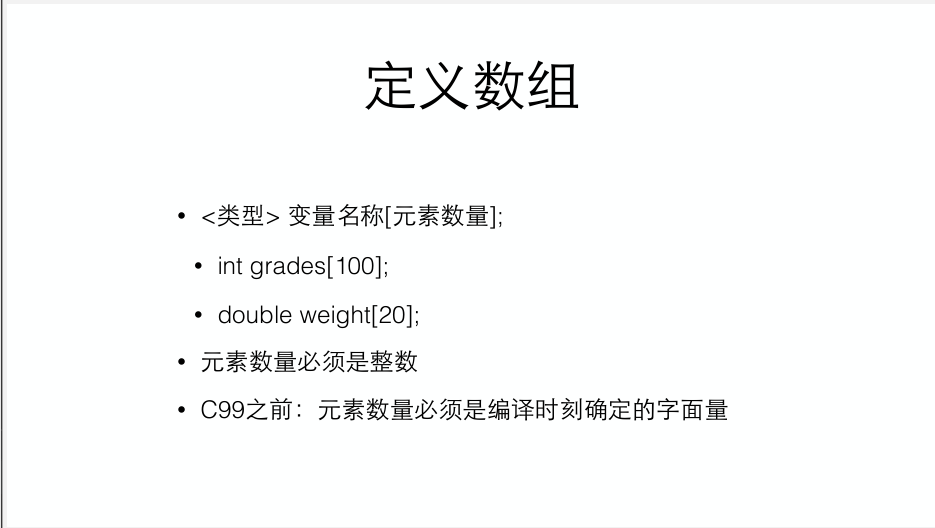 定义数组
• <类型> 变量名称[元素数量];
• int grades[100];
• double weight[20];
• 元素数量必须是整数
• C99之前：元素数量必须是编译时刻确定的字面量